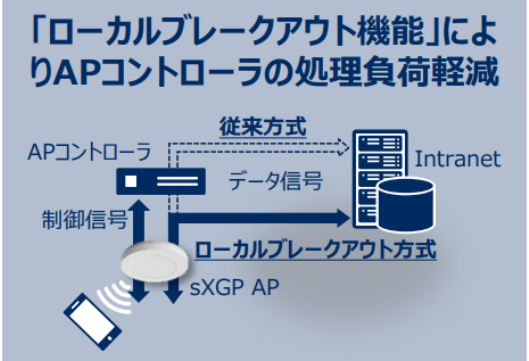 「ローカルブレークアウト機能」によ
りAPコントローラの処理負荷軽減
従来方式
APコントローラ
Intranet
データ信号
制御信号
ローカルブレークアウト方式
sXGP AP